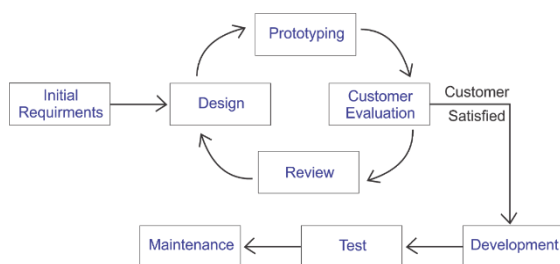 Prototyping
Initial
Requirments
Design
Customer
Evaluation
Customer
Satisfied
Review
Maintenance
Test
Development